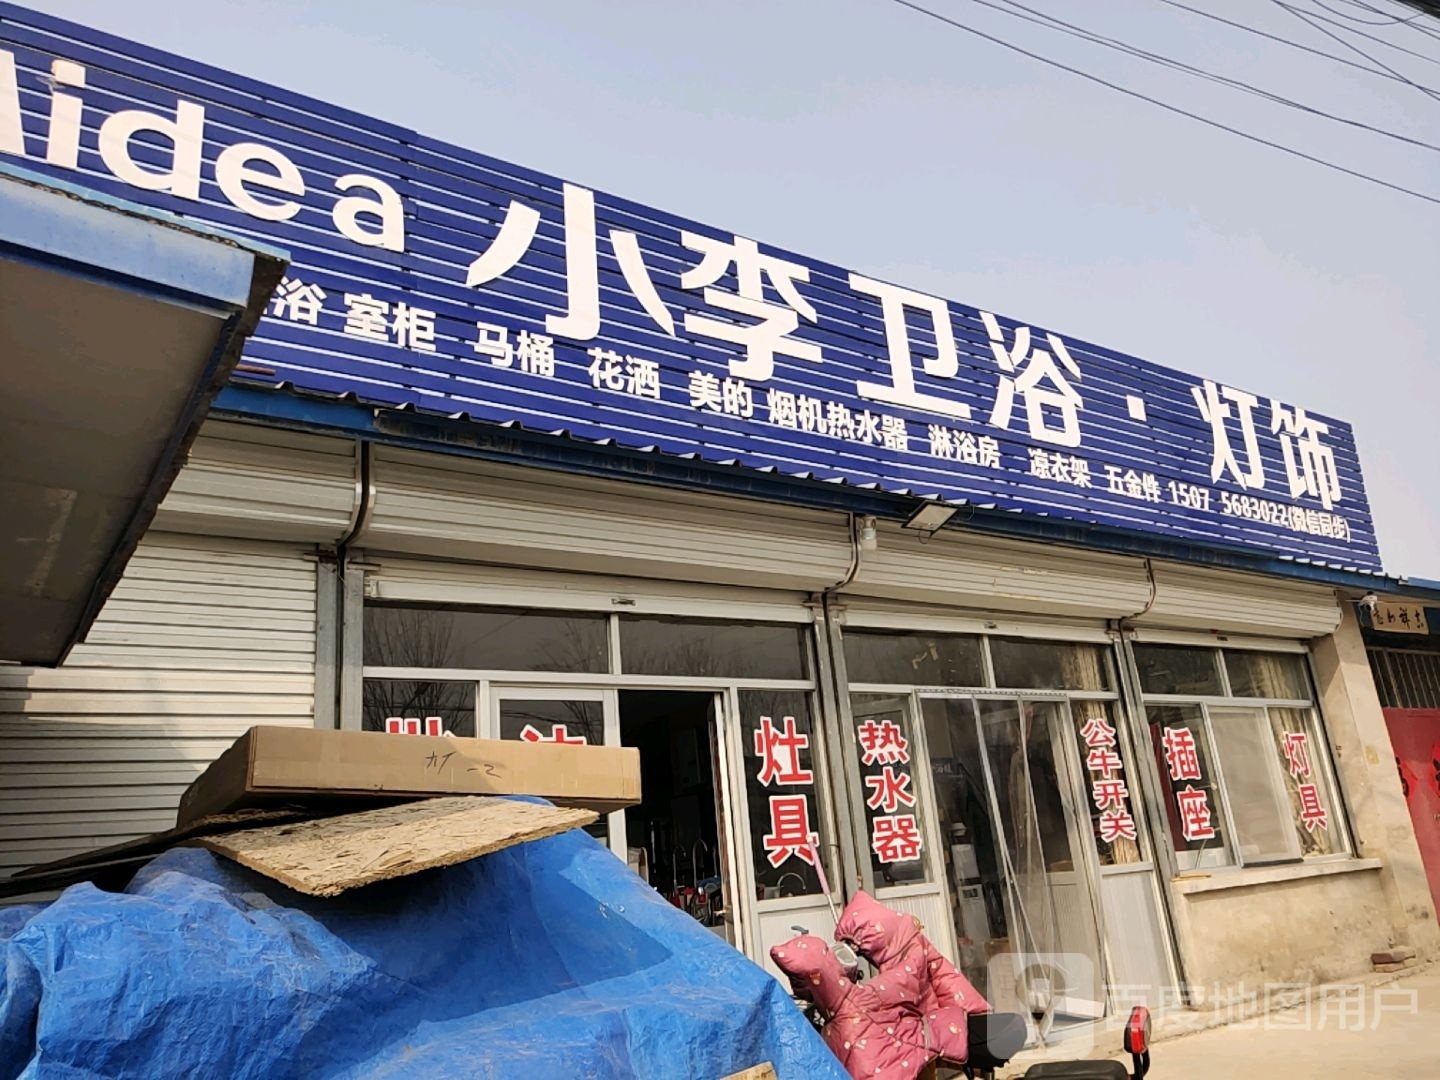 Midea 小李卫浴·灯饰
浴室柜 马桶 花洒 美的 烟机热水器 淋浴房 凉衣架 五金件 1507 5683022(微信同步)
灶具
热水器
公牛开关
插座
灯具
百度地图用户